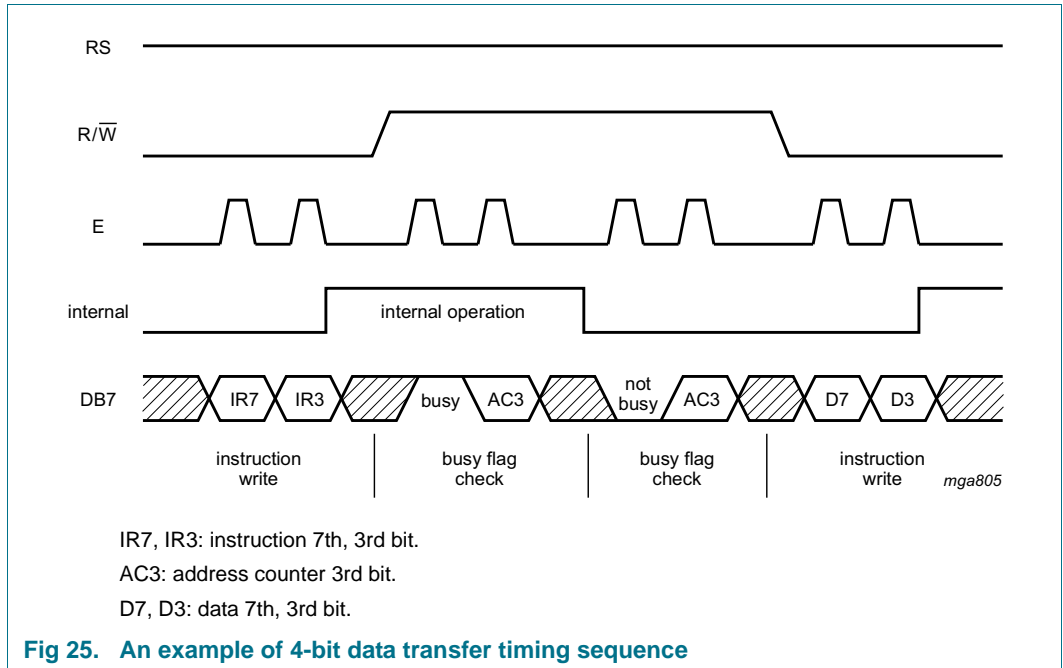 RS
R/W̅
E
internal
internal operation
DB7
IR7 IR3 busy AC3 not busy AC3 D7 D3
instruction write
busy flag check
busy flag check
instruction write
mga805
IR7, IR3: instruction 7th, 3rd bit.
AC3: address counter 3rd bit.
D7, D3: data 7th, 3rd bit.
Fig 25. An example of 4-bit data transfer timing sequence